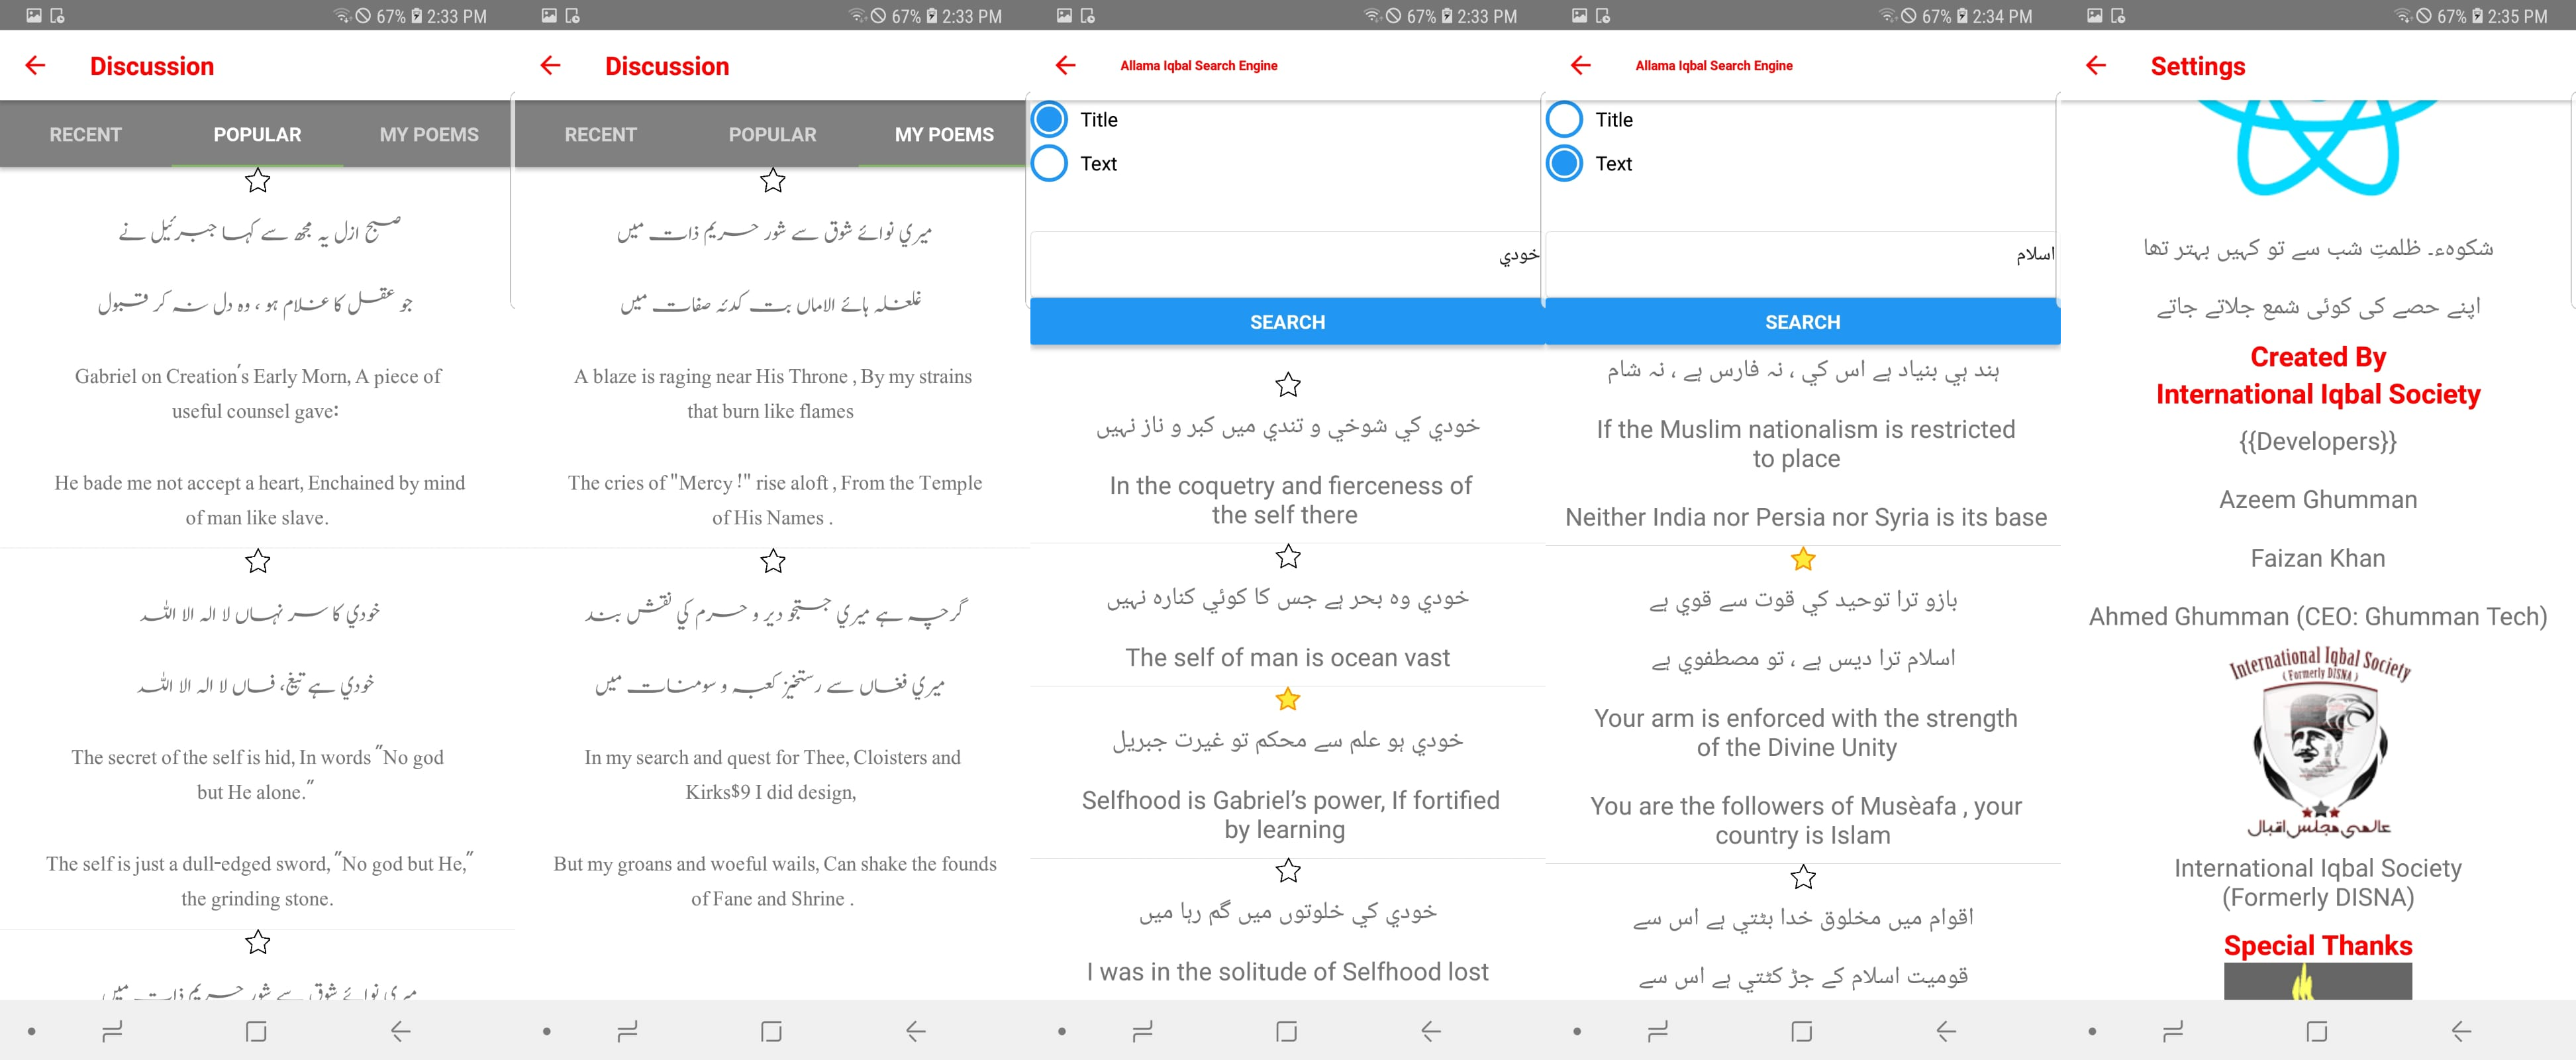 67% 2:33 PM
Discussion
RECENT POPULAR MY POEMS
صبح ازل يہ مجھ سے کہا جبرئيل نے
جو عقل کا غلام ہو ، وہ دل نہ کر قبول
Gabriel on Creation's Early Morn, A piece of
useful counsel gave:
He bade me not accept a heart, Enchained by mind
of man like slave.
خودي کا سر نہاں لا الہ الا اللہ
خودي ہے تيغ، فساں لا الہ الا اللہ
The secret of the self is hid, In words "No god
but He alone."
The self is just a dull-edged sword, "No god but He,"
the grinding stone.
ميري نوائے شوق سے شور حريم ذات ميں
67% 2:33 PM
Discussion
RECENT POPULAR MY POEMS
ميري نوائے شوق سے شور حريم ذات ميں
غلغلہ ہائے الاماں بت کدئہ صفات ميں
A blaze is raging near His Throne , By my strains
that burn like flames
The cries of "Mercy !" rise aloft , From the Temple
of His Names .
گرچہ ہے ميري جستجو دير و حرم کي نقش بند
ميري فغاں سے رستخيز کعبہ و سومنات ميں
In my search and quest for Thee, Cloisters and
Kirks$9 I did design,
But my groans and woeful wails, Can shake the founds
of Fane and Shrine .
67% 2:33 PM
Allama Iqbal Search Engine
Title
Text
خودي
SEARCH
خودي کي شوخي و تندي ميں کبر و ناز نہيں
In the coquetry and fierceness of
the self there
خودي وہ بحر ہے جس کا کوئي کنارہ نہيں
The self of man is ocean vast
خودي ہو علم سے محکم تو غيرت جبريل
Selfhood is Gabriel’s power, If fortified
by learning
خودي کي خلوتوں ميں گم رہا ميں
I was in the solitude of Selfhood lost
67% 2:34 PM
Allama Iqbal Search Engine
Title
Text
اسلام
SEARCH
ہند ہي بنياد ہے اس کي ، نہ فارس ہے ، نہ شام
If the Muslim nationalism is restricted
to place
Neither India nor Persia nor Syria is its base
بازو ترا توحيد کي قوت سے قوي ہے
اسلام ترا ديس ہے ، تو مصطفوي ہے
Your arm is enforced with the strength
of the Divine Unity
You are the followers of Musèafa , your
country is Islam
اقوام ميں مخلوق خدا بٹتي ہے اس سے
قوميت اسلام کي جڑ کٹتي ہے اس سے
67% 2:35 PM
Settings
شکوہء۔ ظلمتِ شب سے تو کہیں بہتر تھا
اپنے حصے کی کوئی شمع جلاتے جاتے
Created By
International Iqbal Society
{{Developers}}
Azeem Ghumman
Faizan Khan
Ahmed Ghumman (CEO: Ghumman Tech)
International Iqbal Society
( Formerly DISNA )
عالمی مجلس اقبال
International Iqbal Society
(Formerly DISNA)
Special Thanks